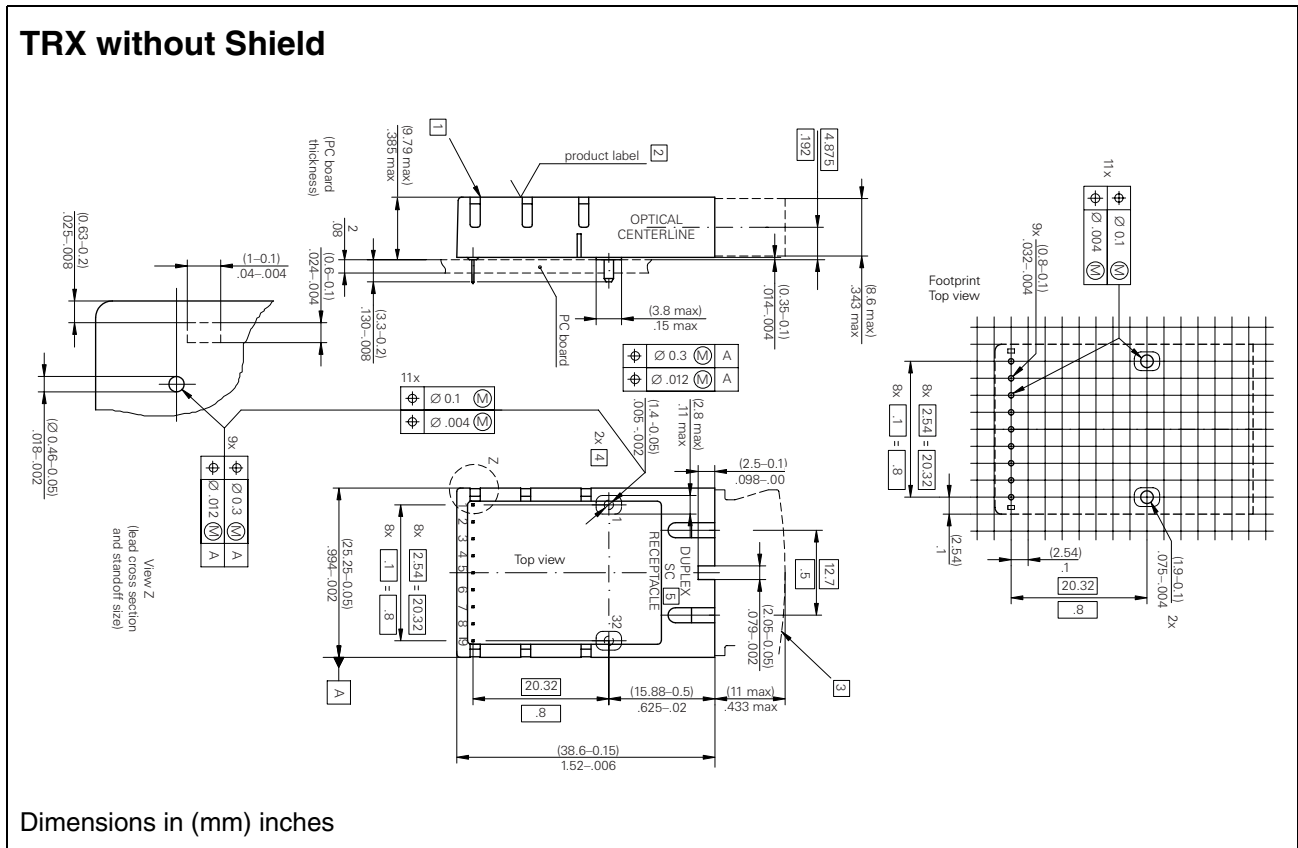 TRX without Shield
(9.79 max)
.385 max
1
product label 2
4.875
.192
(PC board
thickness)
2
.08
(0.6–0.1)
.024–.004
(3.3–0.2)
.130–.008
OPTICAL
CENTERLINE
PC board
(3.8 max)
.15 max
(0.35–0.1)
.014–.004
(8.6 max)
.343 max
(0.63–0.2)
.025–.008
(1–0.1)
.04–.004
(Ø 0.46–0.05)
.018–.002
9x
⌖ Ø 0.3 Ⓜ A
⌖ Ø .012 Ⓜ A
View Z
(lead cross section
and standoff size)
11x
⌖ Ø 0.1 Ⓜ
⌖ Ø .004 Ⓜ
⌖ Ø 0.3 Ⓜ A
⌖ Ø .012 Ⓜ A
2x 4
(1.4 -0.05)
.005 -.002
(2.8 max)
.11 max
(2.5–0.1)
.098–.00
Z
(25.25–0.05)
.994–.002
8x 2.54 = 20.32
8x .1 = .8
1
2
3
4
5
6
7
8
9
Top view
1
32
RECEPTACLE
DUPLEX
SC 5
12.7
.5
(2.05–0.05)
.079–.002
3
A
20.32
.8
(15.88–0.5)
.625–.02
(11 max)
.433 max
(38.6–0.15)
1.52–.006
11x
⌖ Ø 0.1 Ⓜ
⌖ Ø .004 Ⓜ
9x (0.8–0.1)
.032–.004
Footprint
Top view
8x 2.54 = 20.32
8x .1 = .8
(2.54)
.1
(2.54)
.1
20.32
.8
(1.9–0.1)
.075–.004
2x
Dimensions in (mm) inches